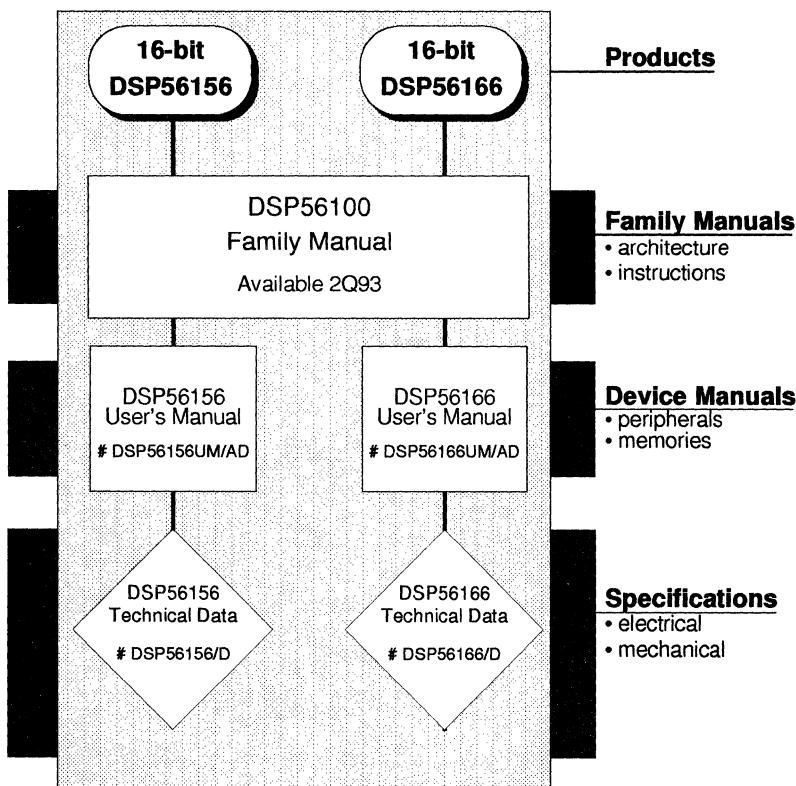 16-bit
DSP56156
16-bit
DSP56166
Products
DSP56100
Family Manual
Available 2Q93
Family Manuals
• architecture
• instructions
DSP56156
User's Manual
# DSP56156UM/AD
DSP56166
User's Manual
# DSP56166UM/AD
Device Manuals
• peripherals
• memories
DSP56156
Technical Data
# DSP56156/D
DSP56166
Technical Data
# DSP56166/D
Specifications
• electrical
• mechanical